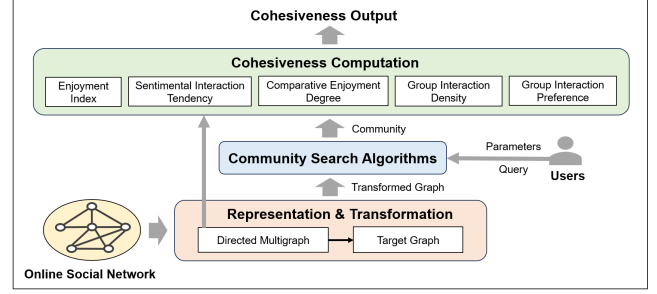 Cohesiveness Output
Cohesiveness Computation
Enjoyment
Index
Sentimental Interaction
Tendency
Comparative Enjoyment
Degree
Group Interaction
Density
Group Interaction
Preference
Community
Parameters
Community Search Algorithms
Query
Users
Transformed Graph
Representation & Transformation
Directed Multigraph
Target Graph
Online Social Network